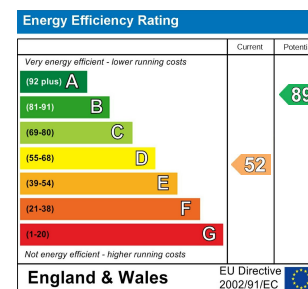 Energy Efficiency Rating
Current Potenti
Very energy efficient - lower running costs
(92 plus) A
(81-91) B
89
(69-80) C
(55-68) D
52
(39-54) E
(21-38) F
(1-20) G
Not energy efficient - higher running costs
England & Wales
EU Directive
2002/91/EC